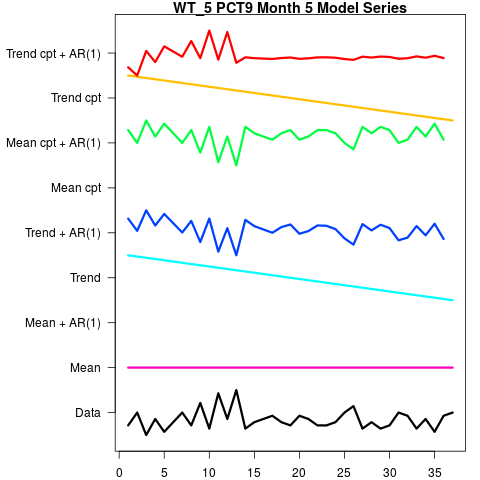 WT_5 PCT9 Month 5 Model Series
Trend cpt + AR(1)
Trend cpt
Mean cpt + AR(1)
Mean cpt
Trend + AR(1)
Trend
Mean + AR(1)
Mean
Data
0 5 10 15 20 25 30 35